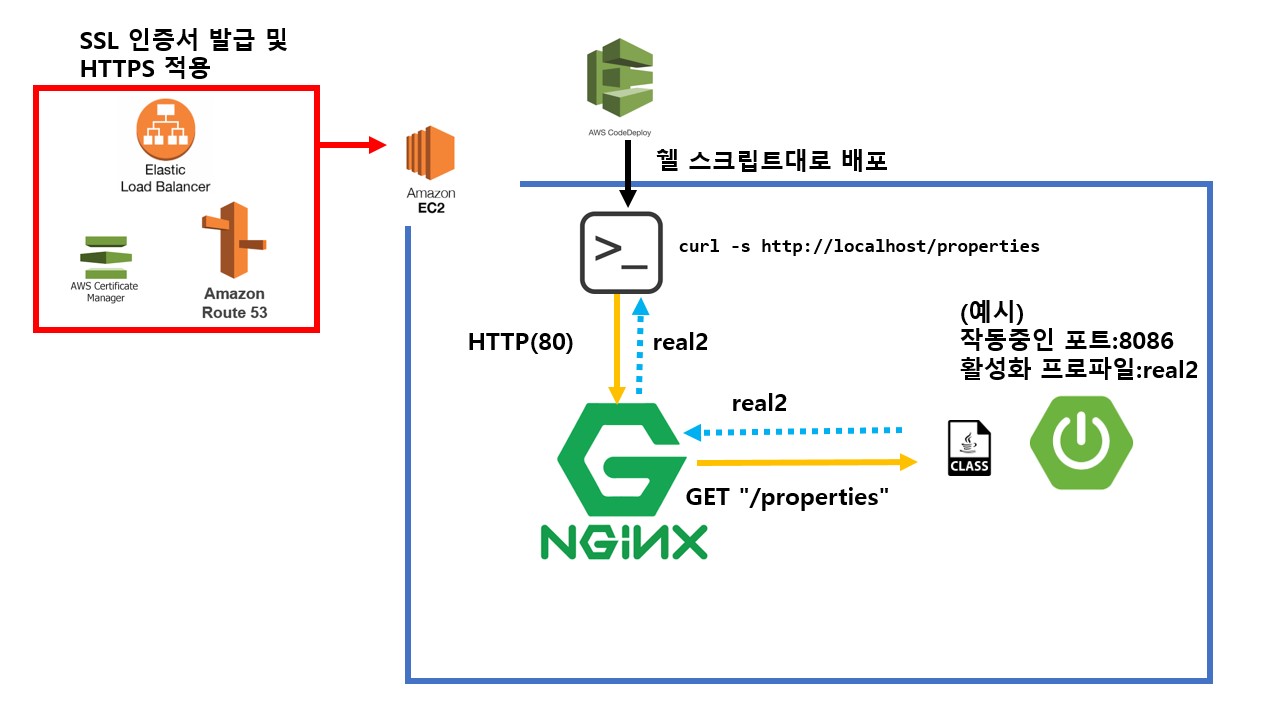 SSL 인증서 발급 및
HTTPS 적용
Elastic
Load Balancer
AWS Certificate
Manager
Amazon
Route 53
Amazon
EC2
AWS CodeDeploy
쉘 스크립트대로 배포
>_
curl -s http://localhost/properties
HTTP(80)
real2
(예시)
작동중인 포트:8086
활성화 프로파일:real2
real2
CLASS
GET "/properties"
G
NGiNX